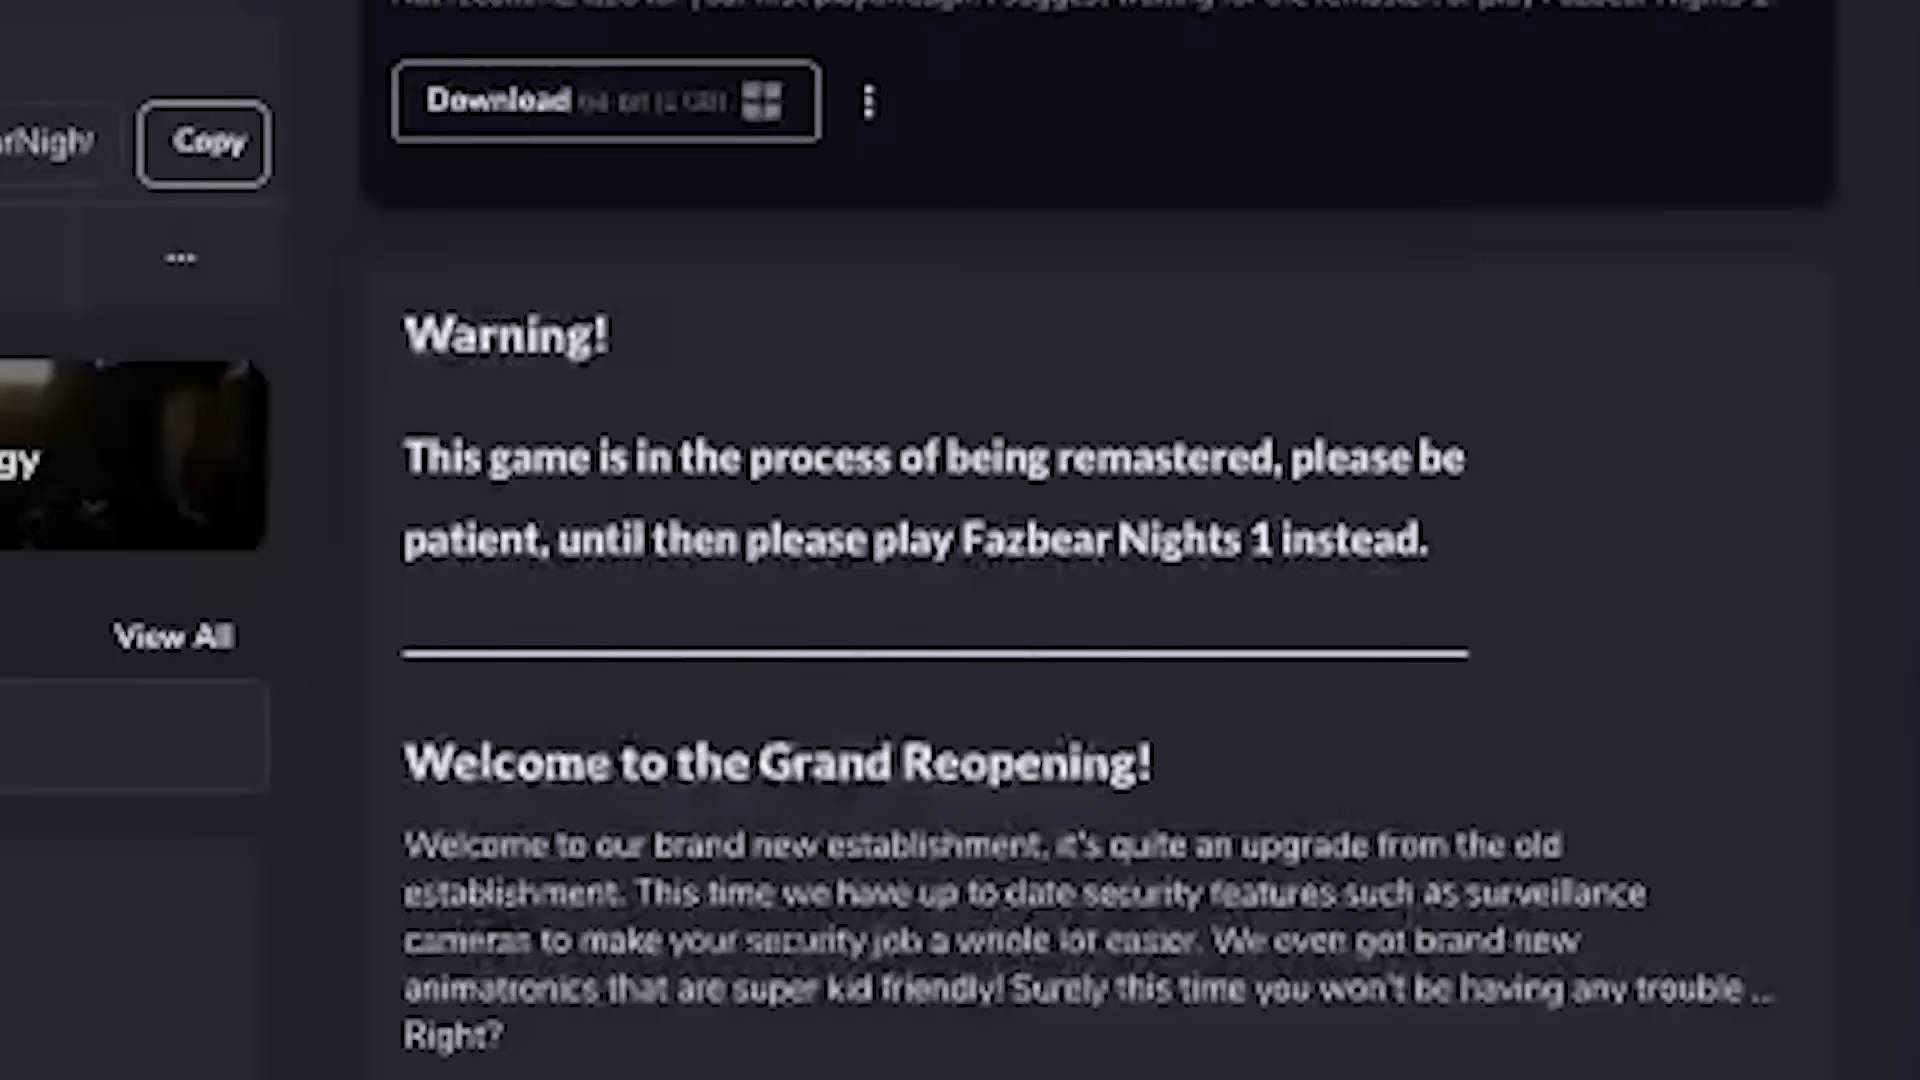 Download 64-bit
rNight
Copy
...
Warning!
This game is in the process of being remastered, please be
patient, until then please play Fazbear Nights 1 instead.
gy
View All
Welcome to the Grand Reopening!
Welcome to our brand new establishment, it's quite an upgrade from the old
establishment. This time we have up to date security features such as surveillance
cameras to make your security job a whole lot easier. We even got brand new
animatronics that are super kid friendly! Surely this time you won't be having any trouble ...
Right?